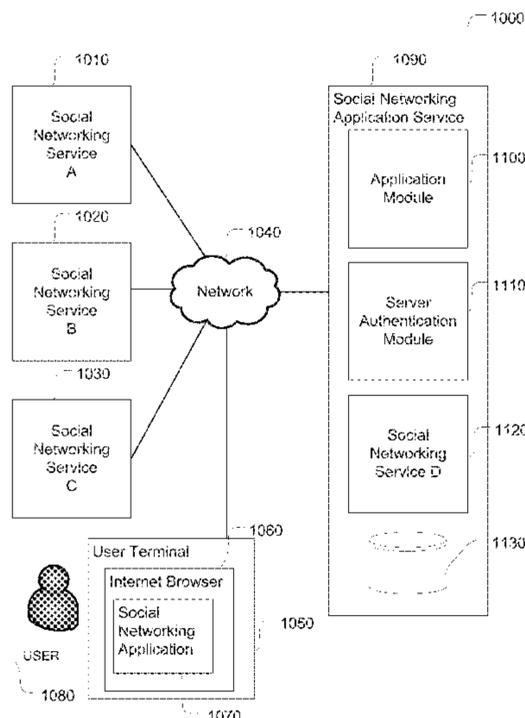 1000
1010
Social
Networking
Service
A
1020
Social
Networking
Service
B
1030
Social
Networking
Service
C
1040
Network
1090
Social Networking
Application Service
1100
Application
Module
1110
Server
Authentication
Module
1120
Social
Networking
Service D
1130
1060
User Terminal
Internet Browser
Social
Networking
Application
1050
USER
1080
1070